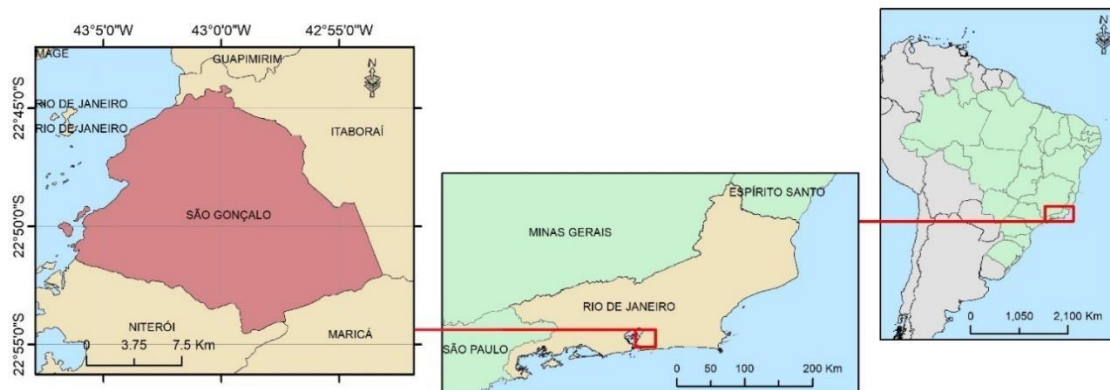 43°5'0"W 43°0'0"W 42°55'0"W
22°45'0"S
22°50'0"S
22°55'0"S
MAGÉ
GUAPIMIRIM
N
RIO DE JANEIRO
RIO DE JANEIRO
ITABORAÍ
SÃO GONÇALO
NITERÓI
MARICÁ
0 3.75 7.5 Km
ESPÍRITO SANTO
MINAS GERAIS
RIO DE JANEIRO
SÃO PAULO
0 50 100 200 Km
N
0 1,050 2,100 Km